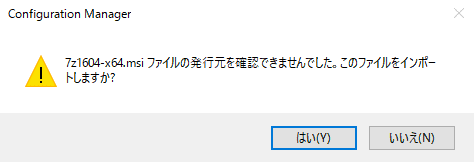 Configuration Manager
7z1604-x64.msi ファイルの発行元を確認できませんでした。このファイルをインポー
トしますか?
はい(Y)
いいえ(N)